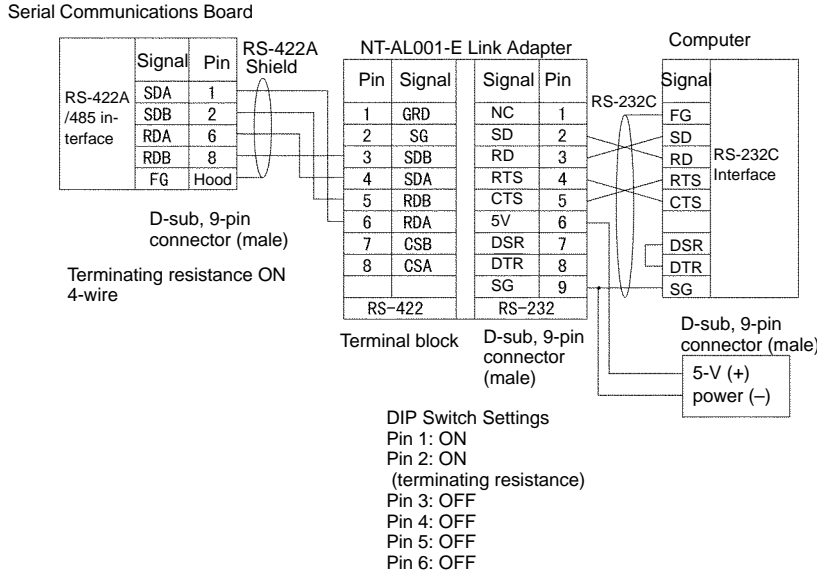 Serial Communications Board
RS-422A
/485 in-
terface
Signal Pin
SDA 1
SDB 2
RDA 6
RDB 8
FG Hood
RS-422A
Shield
D-sub, 9-pin
connector (male)
Terminating resistance ON
4-wire
NT-AL001-E Link Adapter
Pin Signal Signal Pin
1 GRD NC 1
2 SG SD 2
3 SDB RD 3
4 SDA RTS 4
5 RDB CTS 5
6 RDA 5V 6
7 CSB DSR 7
8 CSA DTR 8
SG 9
RS-422 RS-232
Terminal block
D-sub, 9-pin
connector
(male)
RS-232C
Computer
Signal
FG
SD
RD
RTS
CTS
DSR
DTR
SG
RS-232C
Interface
D-sub, 9-pin
connector (male)
5-V (+)
power (–)
DIP Switch Settings
Pin 1: ON
Pin 2: ON
(terminating resistance)
Pin 3: OFF
Pin 4: OFF
Pin 5: OFF
Pin 6: OFF